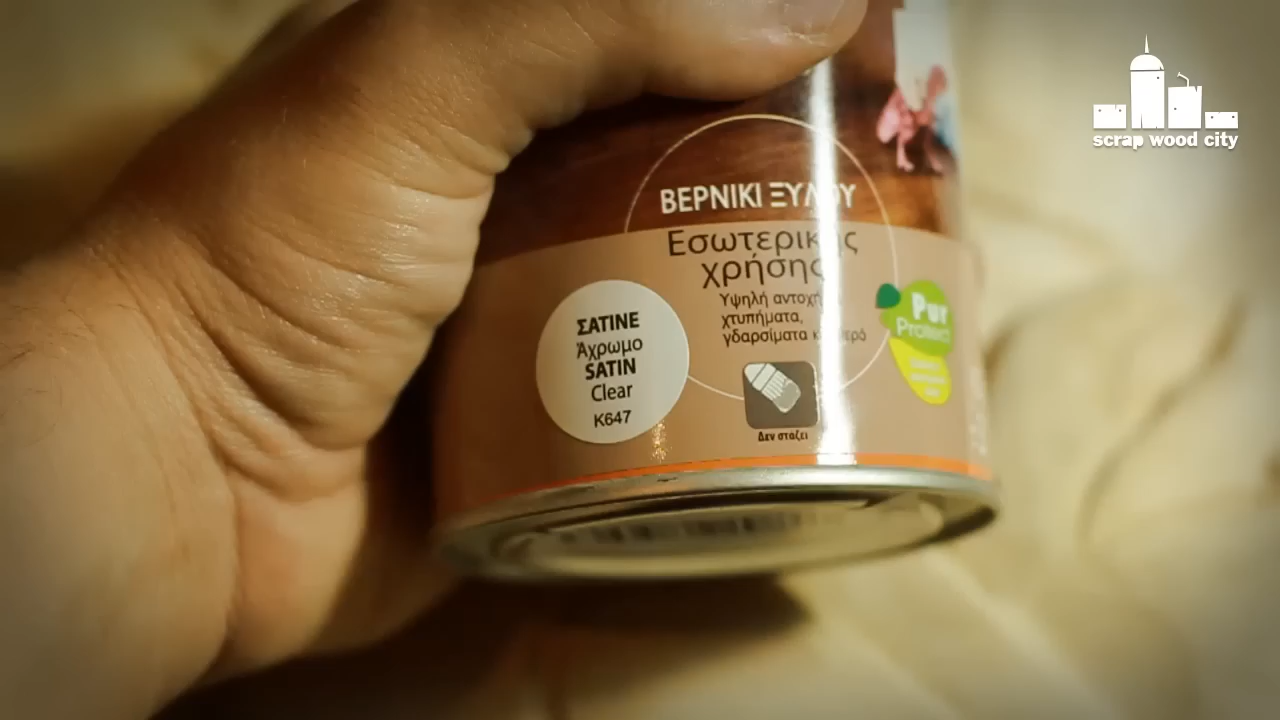 scrap wood city
ΒΕΡΝΙΚΙ ΞΥΛΟΥ
Εσωτερικής
χρήσης
Υψηλή αντοχή
χτυπήματα,
γδαρσίματα
ΣΑΤΙΝΕ
Άχρωμο
SATIN
Clear
K647
Pur
Protect
Δεν στάζει